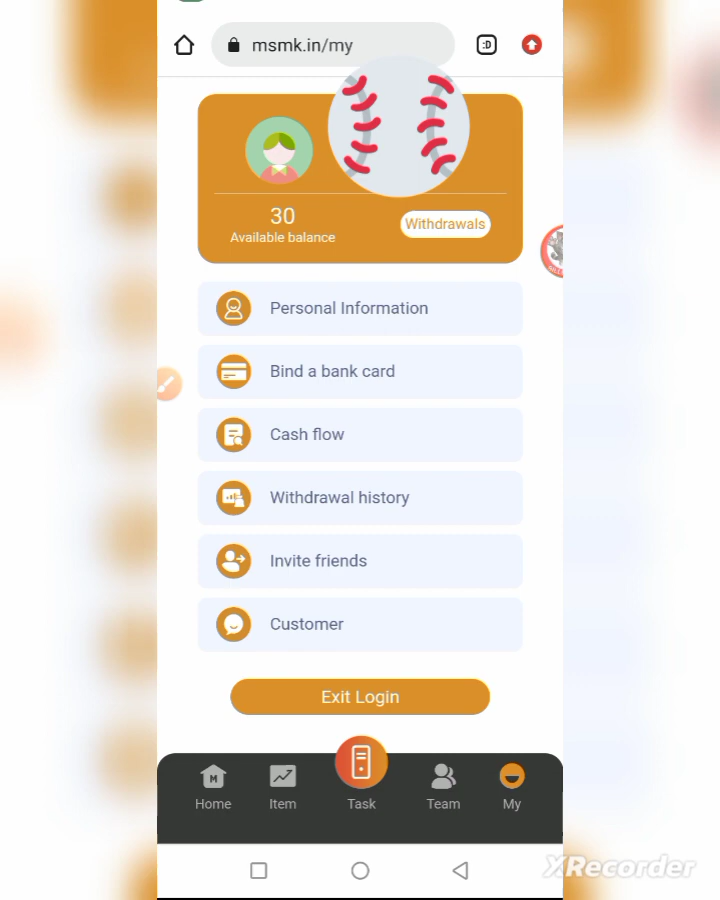 msmk.in/my
:D
30
Available balance
Withdrawals
Personal Information
Bind a bank card
Cash flow
Withdrawal history
Invite friends
Customer
Exit Login
M
Home
Item
Task
Team
My
XRecorder